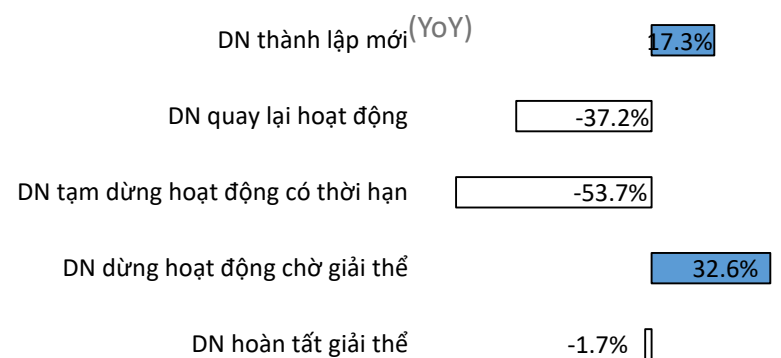 DN thành lập mới (YoY) 17.3%
DN quay lại hoạt động -37.2%
DN tạm dừng hoạt động có thời hạn -53.7%
DN dừng hoạt động chờ giải thể 32.6%
DN hoàn tất giải thể -1.7%